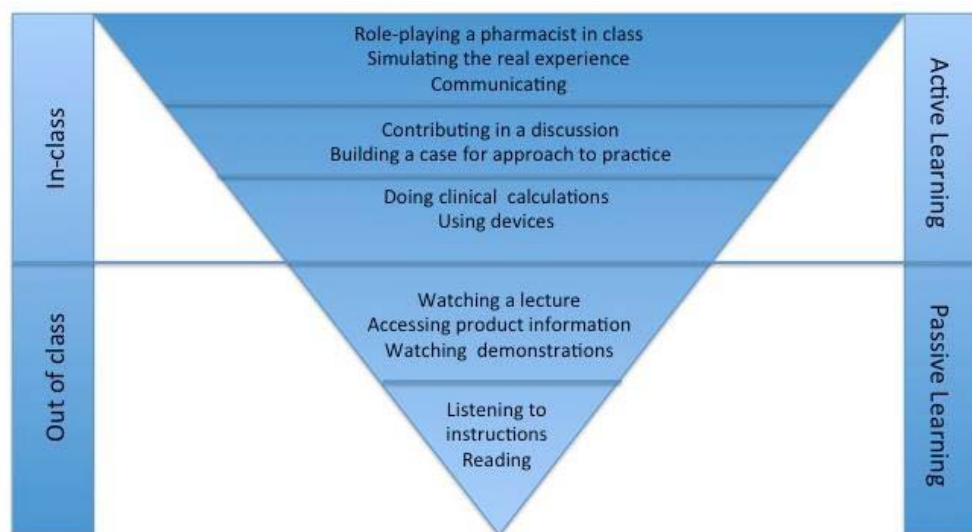 In-class
Role-playing a pharmacist in class
Simulating the real experience
Communicating
Contributing in a discussion
Building a case for approach to practice
Doing clinical calculations
Using devices
Active Learning
Out of class
Watching a lecture
Accessing product information
Watching demonstrations
Listening to
instructions
Reading
Passive Learning